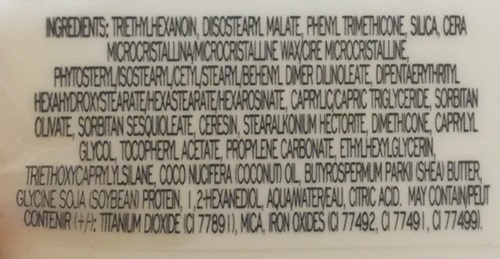 INGREDIENTS: TRIETHYLHEXANOIN, DIISOSTEARYL MALATE, PHENYL TRIMETHICONE, SILICA, CERA
MICROCRISTALLINA/MICROCRISTALLINE WAX/CIRE MICROCRISTALLINE,
PHYTOSTERYL/ISOSTEARYL/CETYL/STEARYL/BEHENYL DIMER DILINOLEATE, DIPENTAERYTHRITYL
HEXAHYDROXYSTEARATE/HEXASTEARATE/HEXAROSINATE, CAPRYLIC/CAPRIC TRIGLYCERIDE, SORBITAN
OLIVATE, SORBITAN SESQUIOLEATE, CERESIN, STEARALKONIUM HECTORITE, DIMETHICONE, CAPRYLYL
GLYCOL, TOCOPHERYL ACETATE, PROPYLENE CARBONATE, ETHYLHEXYLGLYCERIN,
TRIETHOXYCAPRYLYLSILANE, COCO NUCIFERA (COCONUT) OIL, BUTYROSPERMUM PARKII (SHEA) BUTTER,
GLYCINE SOJA (SOYBEAN) PROTEIN, 1,2-HEXANEDIOL, AQUA/WATER/EAU, CITRIC ACID. MAY CONTAIN/PEUT
CONTENIR (+/-): TITANIUM DIOXIDE (CI 77891), MICA, IRON OXIDES (CI 77492, CI 77491, CI 77499).